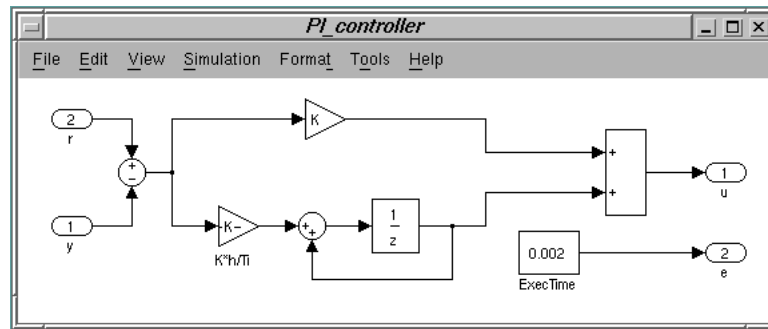 PI_controller
File Edit View Simulation Format Tools Help
2
r
+
−
1
y
K
-K-
K*h/Ti
+
+
1
z
+
+
1
u
0.002
ExecTime
2
e